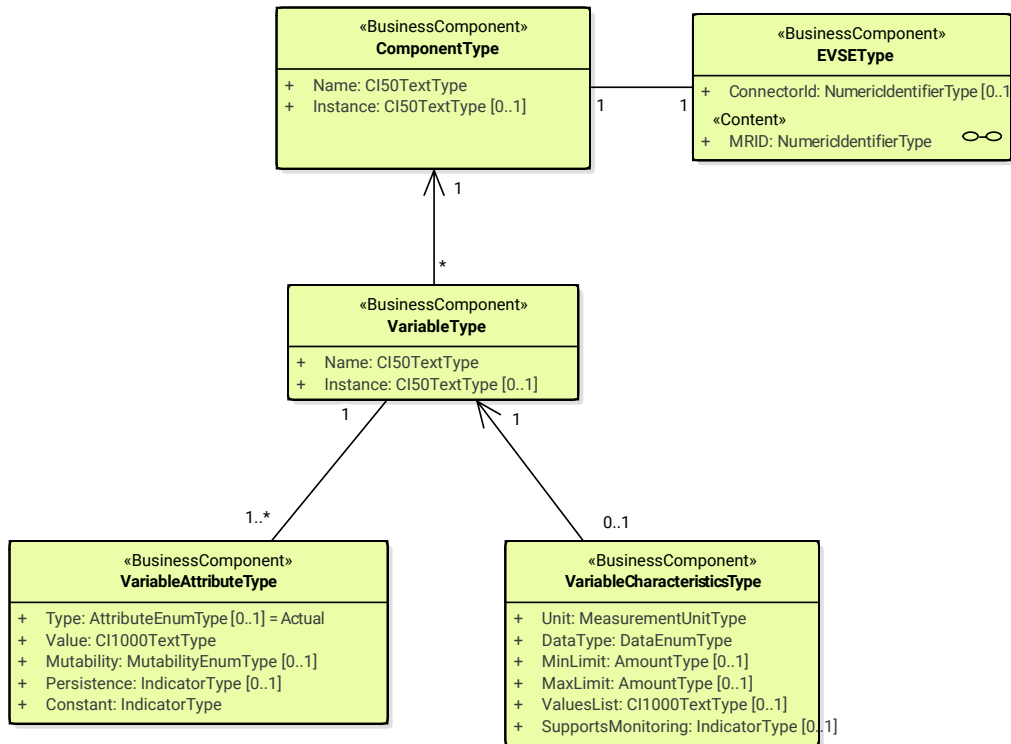 «BusinessComponent»
ComponentType
+ Name: CI50TextType
+ Instance: CI50TextType [0..1]
«BusinessComponent»
EVSEType
+ ConnectorId: NumericIdentifierType [0..1
«Content»
+ MRID: NumericIdentifierType
1
1
1
*
«BusinessComponent»
VariableType
+ Name: CI50TextType
+ Instance: CI50TextType [0..1]
1
1
1..*
0..1
«BusinessComponent»
VariableAttributeType
+ Type: AttributeEnumType [0..1] = Actual
+ Value: CI1000TextType
+ Mutability: MutabilityEnumType [0..1]
+ Persistence: IndicatorType [0..1]
+ Constant: IndicatorType
«BusinessComponent»
VariableCharacteristicsType
+ Unit: MeasurementUnitType
+ DataType: DataEnumType
+ MinLimit: AmountType [0..1]
+ MaxLimit: AmountType [0..1]
+ ValuesList: CI1000TextType [0..1]
+ SupportsMonitoring: IndicatorType [0..1]